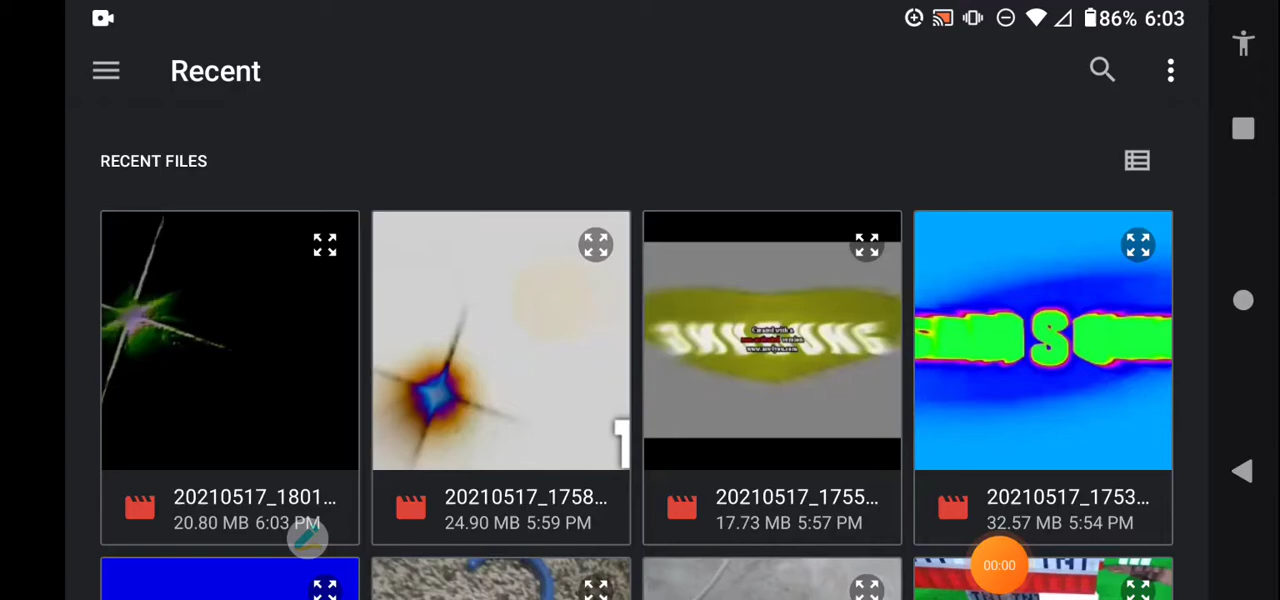 86% 6:03
Recent
RECENT FILES
S
20210517_1801...
20.80 MB 6:03 PM
20210517_1758...
24.90 MB 5:59 PM
20210517_1755...
17.73 MB 5:57 PM
20210517_1753...
32.57 MB 5:54 PM
00:00